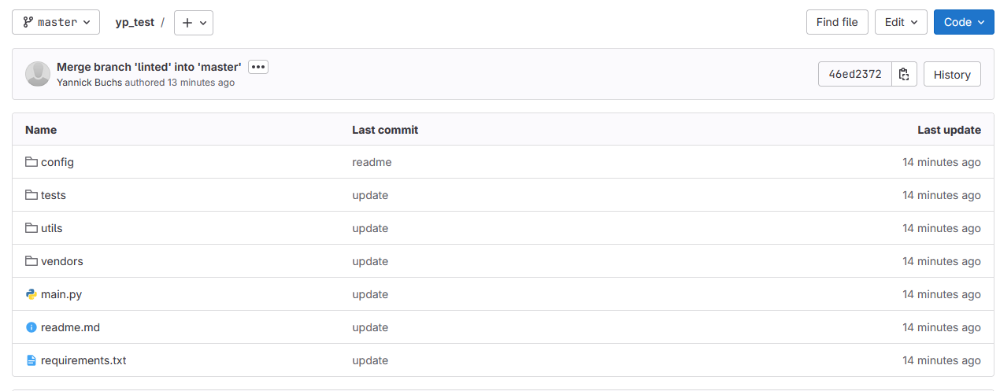 master yp_test / Find file Edit Code
Merge branch 'linted' into 'master'
Yannick Buchs authored 13 minutes ago
46ed2372 History
Name Last commit Last update
config readme 14 minutes ago
tests update 14 minutes ago
utils update 14 minutes ago
vendors update 14 minutes ago
main.py update 14 minutes ago
readme.md update 14 minutes ago
requirements.txt update 14 minutes ago